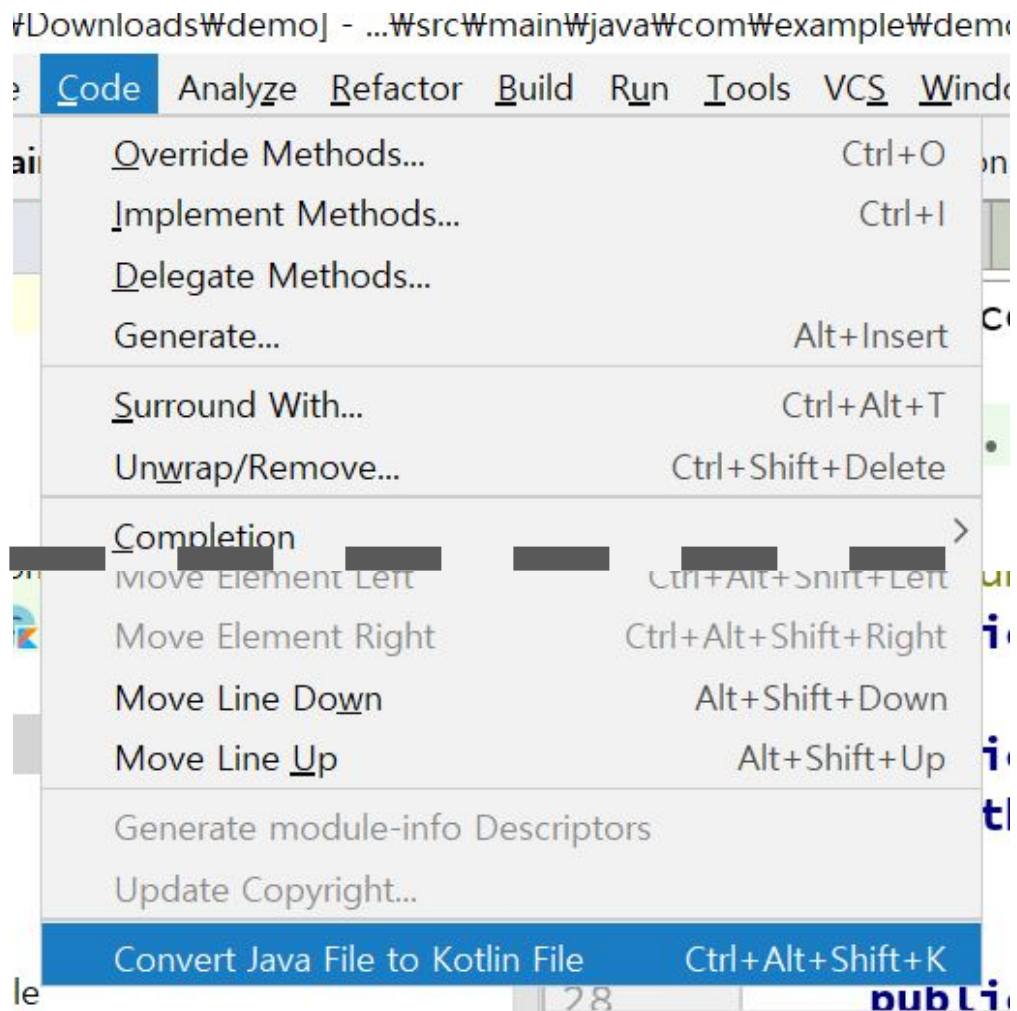 ₩Downloads₩demo] - ...₩src₩main₩java₩com₩example₩demo
Code Analyze Refactor Build Run Tools VCS Windo
Override Methods... Ctrl+O
Implement Methods... Ctrl+I
Delegate Methods...
Generate... Alt+Insert
Surround With... Ctrl+Alt+T
Unwrap/Remove... Ctrl+Shift+Delete
Completion
Move Element Left Ctrl+Alt+Shift+Left
Move Element Right Ctrl+Alt+Shift+Right
Move Line Down Alt+Shift+Down
Move Line Up Alt+Shift+Up
Generate module-info Descriptors
Update Copyright...
Convert Java File to Kotlin File Ctrl+Alt+Shift+K
le 28 publi